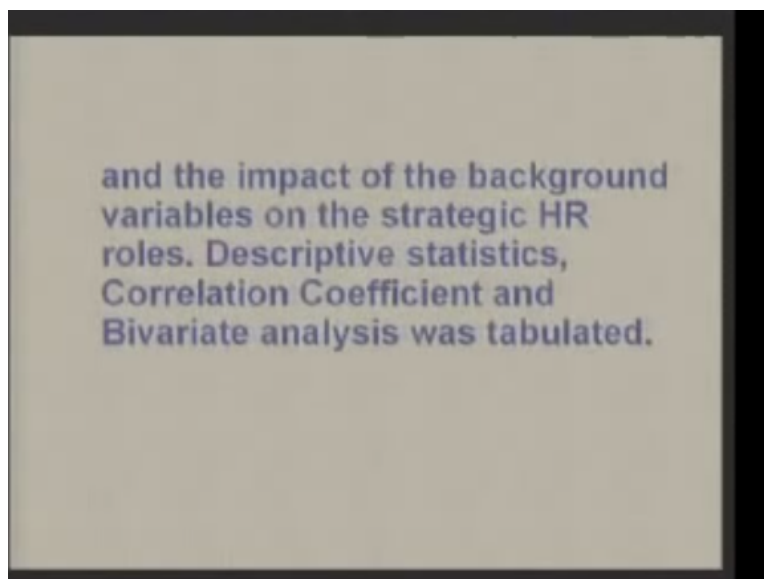 and the impact of the background
variables on the strategic HR
roles. Descriptive statistics,
Correlation Coefficient and
Bivariate analysis was tabulated.